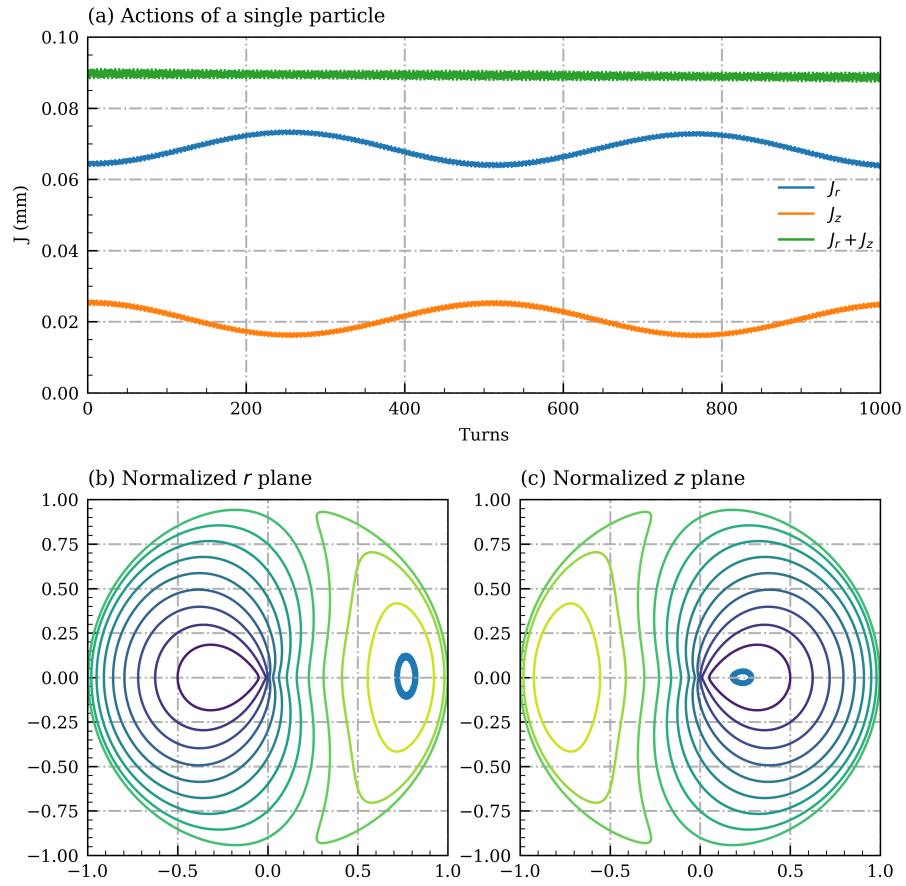 (a) Actions of a single particle
0.10
0.08
0.06
0.04
0.02
0.00
J (mm)
J_r
J_z
J_r + J_z
0 200 400 600 800 1000
Turns
(b) Normalized r plane
1.00
0.75
0.50
0.25
0.00
−0.25
−0.50
−0.75
−1.00
−1.0 −0.5 0.0 0.5 1.0
(c) Normalized z plane
1.00
0.75
0.50
0.25
0.00
−0.25
−0.50
−0.75
−1.00
−1.0 −0.5 0.0 0.5 1.0